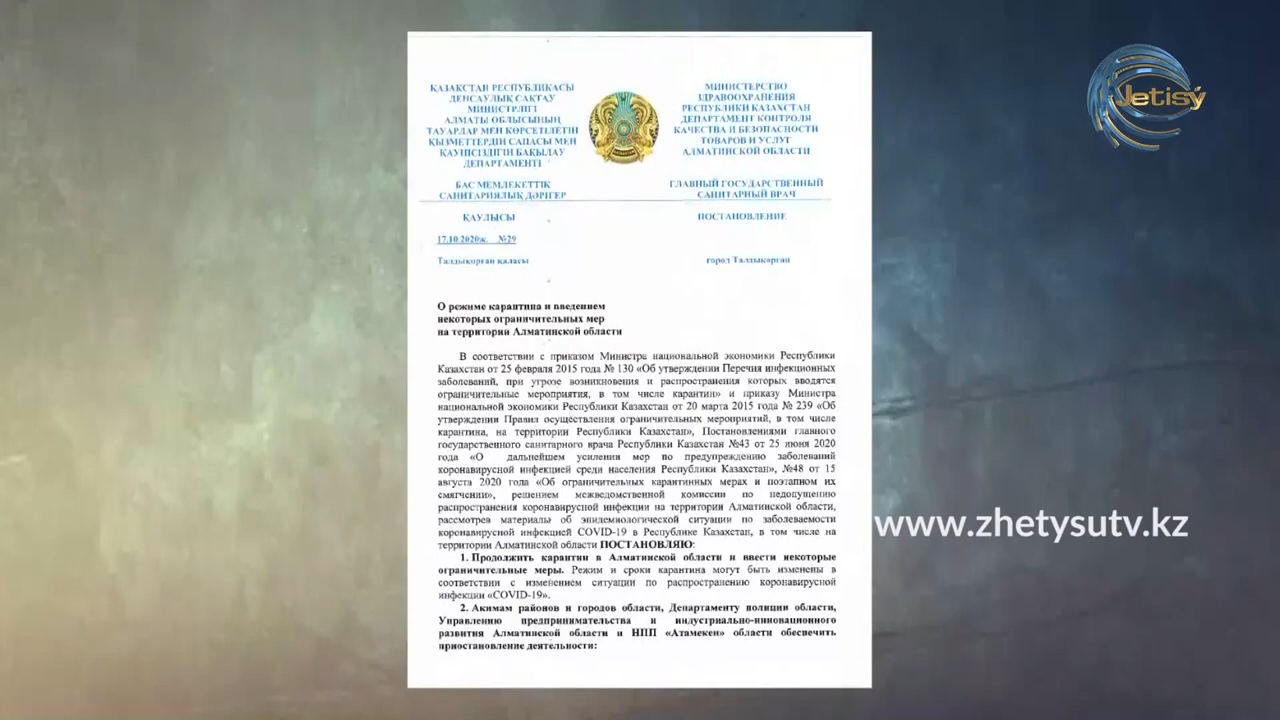 Jetisý
ҚАЗАҚСТАН РЕСПУБЛИКАСЫ
ДЕНСАУЛЫҚ САҚТАУ
МИНИСТРЛІГІ
АЛМАТЫ ОБЛЫСЫНЫҢ
ТАУАРЛАР МЕН КӨРСЕТІЛЕТІН
ҚЫЗМЕТТЕРДІҢ САПАСЫ МЕН
ҚАУІПСІЗДІГІН БАҚЫЛАУ
ДЕПАРТАМЕНТІ
БАС МЕМЛЕКЕТТІК
САНИТАРИЯЛЫҚ ДӘРІГЕР
ҚАУЛЫСЫ
17.10.2020ж. №29
Талдықорған қаласы
МИНИСТЕРСТВО
ЗДРАВООХРАНЕНИЯ
РЕСПУБЛИКИ КАЗАХСТАН
ДЕПАРТАМЕНТ КОНТРОЛЯ
КАЧЕСТВА И БЕЗОПАСНОСТИ
ТОВАРОВ И УСЛУГ
АЛМАТИНСКОЙ ОБЛАСТИ
ГЛАВНЫЙ ГОСУДАРСТВЕННЫЙ
САНИТАРНЫЙ ВРАЧ
ПОСТАНОВЛЕНИЕ
город Талдыкорган
О режиме карантина и введением
некоторых ограничительных мер
на территории Алматинской области
В соответствии с приказом Министра национальной экономики Республики
Казахстан от 25 февраля 2015 года № 130 «Об утверждении Перечня инфекционных
заболеваний, при угрозе возникновения и распространения которых вводятся
ограничительные мероприятия, в том числе карантин» и приказу Министра
национальной экономики Республики Казахстан от 20 марта 2015 года № 239 «Об
утверждении Правил осуществления ограничительных мероприятий, в том числе
карантина, на территории Республики Казахстан», Постановлениями главного
государственного санитарного врача Республики Казахстан №43 от 25 июня 2020
года «О дальнейшем усилении мер по предупреждению заболеваний
коронавирусной инфекцией среди населения Республики Казахстан», №48 от 15
августа 2020 года «Об ограничительных карантинных мерах и поэтапном их
смягчении», решением межведомственной комиссии по недопущению
распространения коронавирусной инфекции на территории Алматинской области,
рассмотрев материалы об эпидемиологической ситуации по заболеваемости
коронавирусной инфекцией COVID-19 в Республике Казахстан, в том числе на
территории Алматинской области ПОСТАНОВЛЯЮ:
1. Продолжить карантин в Алматинской области и ввести некоторые
ограничительные меры. Режим и сроки карантина могут быть изменены в
соответствии с изменением ситуации по распространению коронавирусной
инфекции «COVID-19».
2. Акимам районов и городов области, Департаменту полиции области,
Управлению предпринимательства и индустриально-инновационного
развития Алматинской области и НПП «Атамекен» области обеспечить
приостановление деятельности:
www.zhetysutv.kz